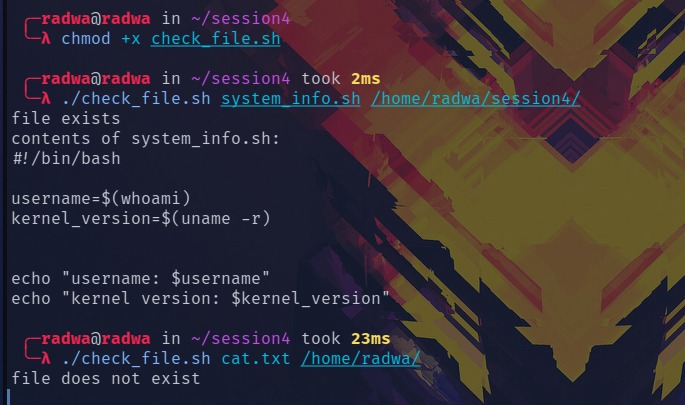 ╭─radwa@radwa in ~/session4
╰─λ chmod +x check_file.sh

╭─radwa@radwa in ~/session4 took 2ms
╰─λ ./check_file.sh system_info.sh /home/radwa/session4/
file exists
contents of system_info.sh:
#!/bin/bash

username=$(whoami)
kernel_version=$(uname -r)


echo "username: $username"
echo "kernel version: $kernel_version"

╭─radwa@radwa in ~/session4 took 23ms
╰─λ ./check_file.sh cat.txt /home/radwa/
file does not exist